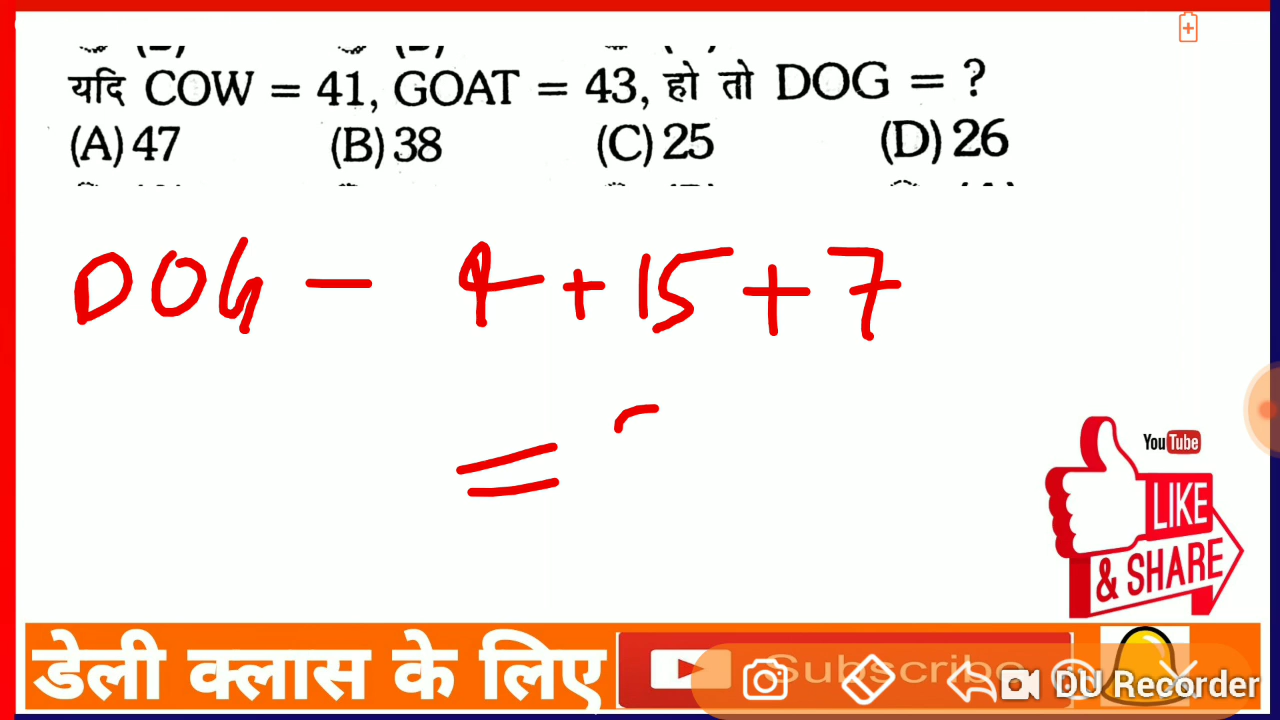 यदि COW = 41, GOAT = 43, हो तो DOG = ?
(A) 47 (B) 38 (C) 25 (D) 26
DOG - 4 + 15 + 7
=
YouTube
LIKE
& SHARE
डेली क्लास के लिए
Subscribe
DU Recorder